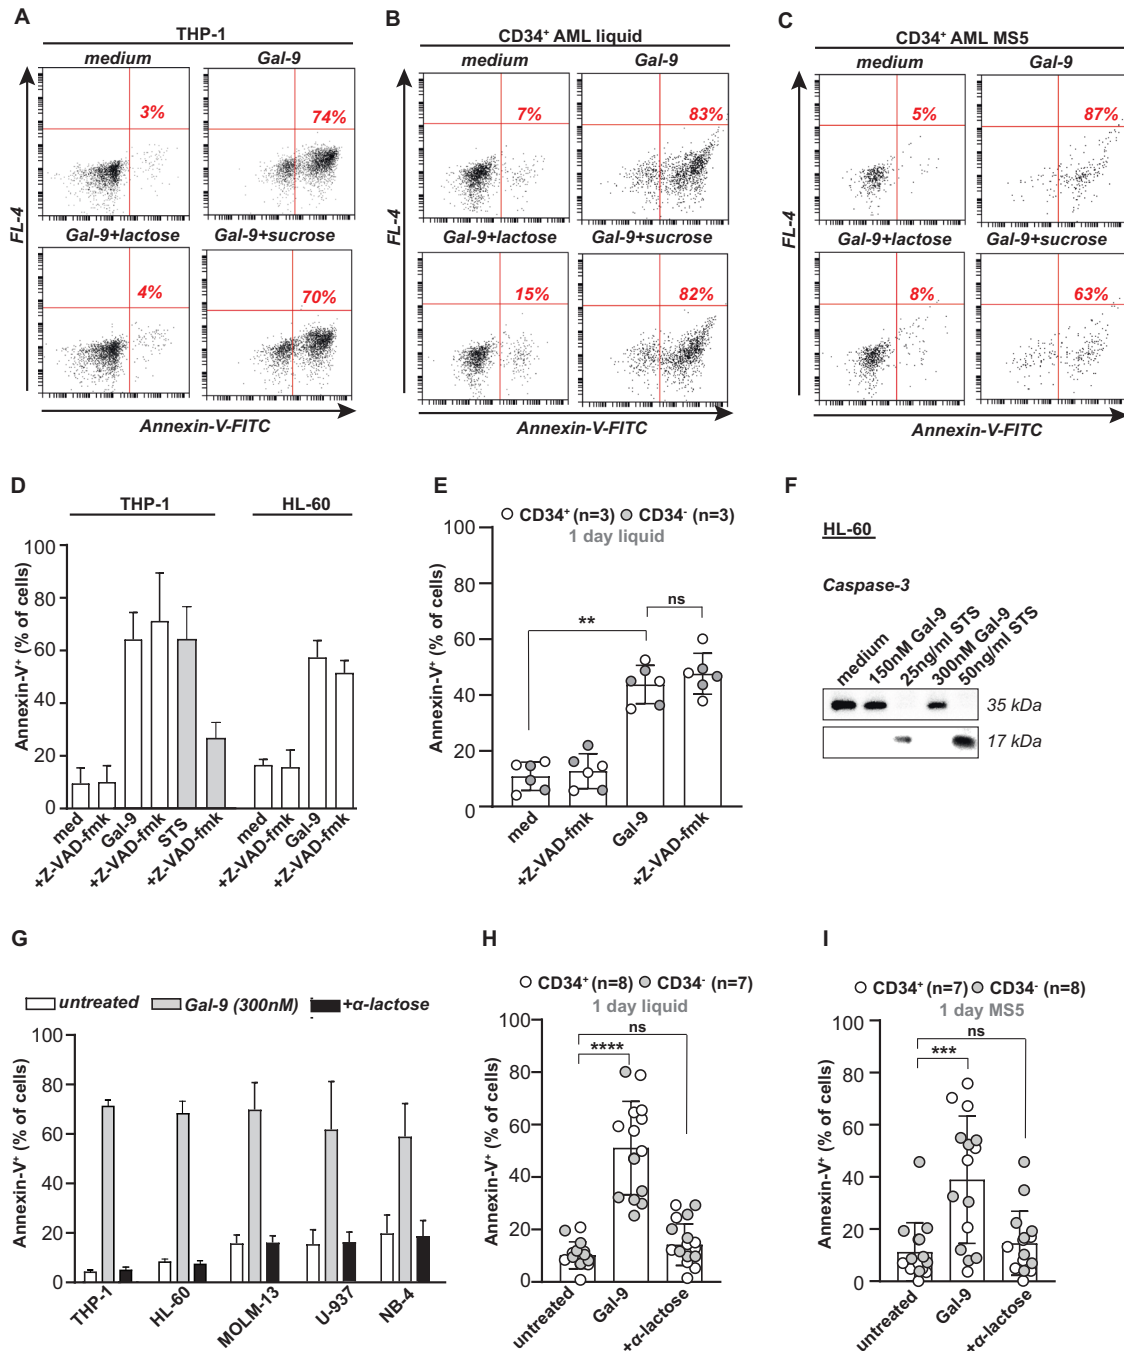 A
THP-1
medium
Gal-9
3%
74%
Gal-9+lactose
Gal-9+sucrose
4%
70%
FL-4
Annexin-V-FITC
B
CD34+ AML liquid
medium
Gal-9
7%
83%
Gal-9+lactose
Gal-9+sucrose
15%
82%
FL-4
Annexin-V-FITC
C
CD34+ AML MS5
medium
Gal-9
5%
87%
Gal-9+lactose
Gal-9+sucrose
8%
63%
FL-4
Annexin-V-FITC
D
THP-1
HL-60
Annexin-V+ (% of cells)
100
80
60
40
20
0
med
+Z-VAD-fmk
Gal-9
+Z-VAD-fmk
STS
+Z-VAD-fmk
med
+Z-VAD-fmk
Gal-9
+Z-VAD-fmk
E
CD34+ (n=3) CD34- (n=3)
1 day liquid
Annexin-V+ (% of cells)
100
80
60
40
20
0
**
ns
med
+Z-VAD-fmk
Gal-9
+Z-VAD-fmk
F
HL-60
Caspase-3
medium
150nM Gal-9
25ng/ml STS
300nM Gal-9
50ng/ml STS
35 kDa
17 kDa
G
untreated Gal-9 (300nM) +α-lactose
Annexin-V+ (% of cells)
100
80
60
40
20
0
THP-1
HL-60
MOLM-13
U-937
NB-4
H
CD34+ (n=8) CD34- (n=7)
1 day liquid
Annexin-V+ (% of cells)
100
80
60
40
20
0
ns
****
untreated
Gal-9
+α-lactose
I
CD34+ (n=7) CD34- (n=8)
1 day MS5
Annexin-V+ (% of cells)
100
80
60
40
20
0
ns
***
untreated
Gal-9
+α-lactose